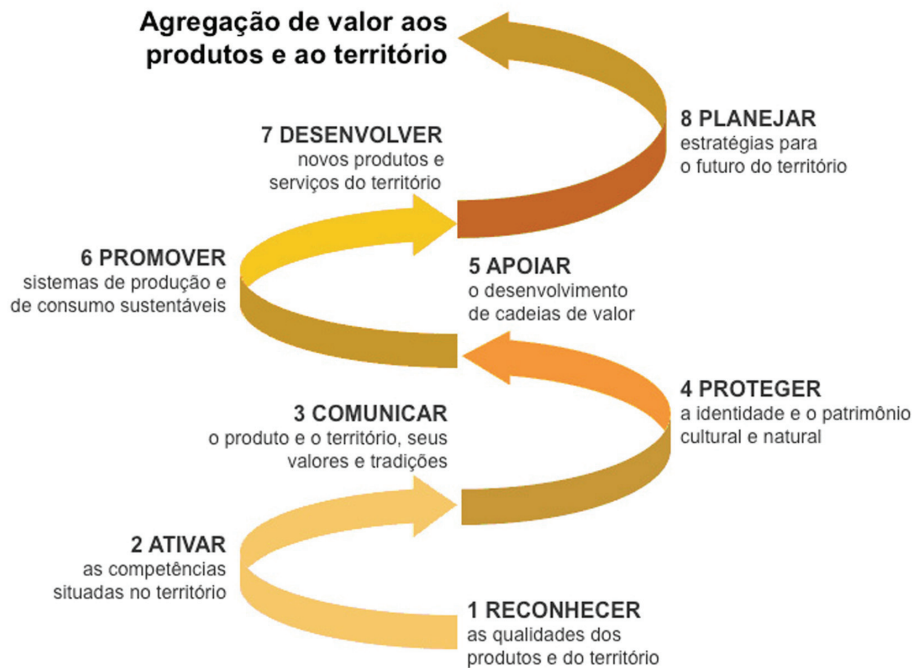 Agregação de valor aos
produtos e ao território
8 PLANEJAR
estratégias para
o futuro do território
7 DESENVOLVER
novos produtos e
serviços do território
6 PROMOVER
sistemas de produção e
de consumo sustentáveis
5 APOIAR
o desenvolvimento
de cadeias de valor
4 PROTEGER
a identidade e o patrimônio
cultural e natural
3 COMUNICAR
o produto e o território, seus
valores e tradições
2 ATIVAR
as competências
situadas no território
1 RECONHECER
as qualidades dos
produtos e do território